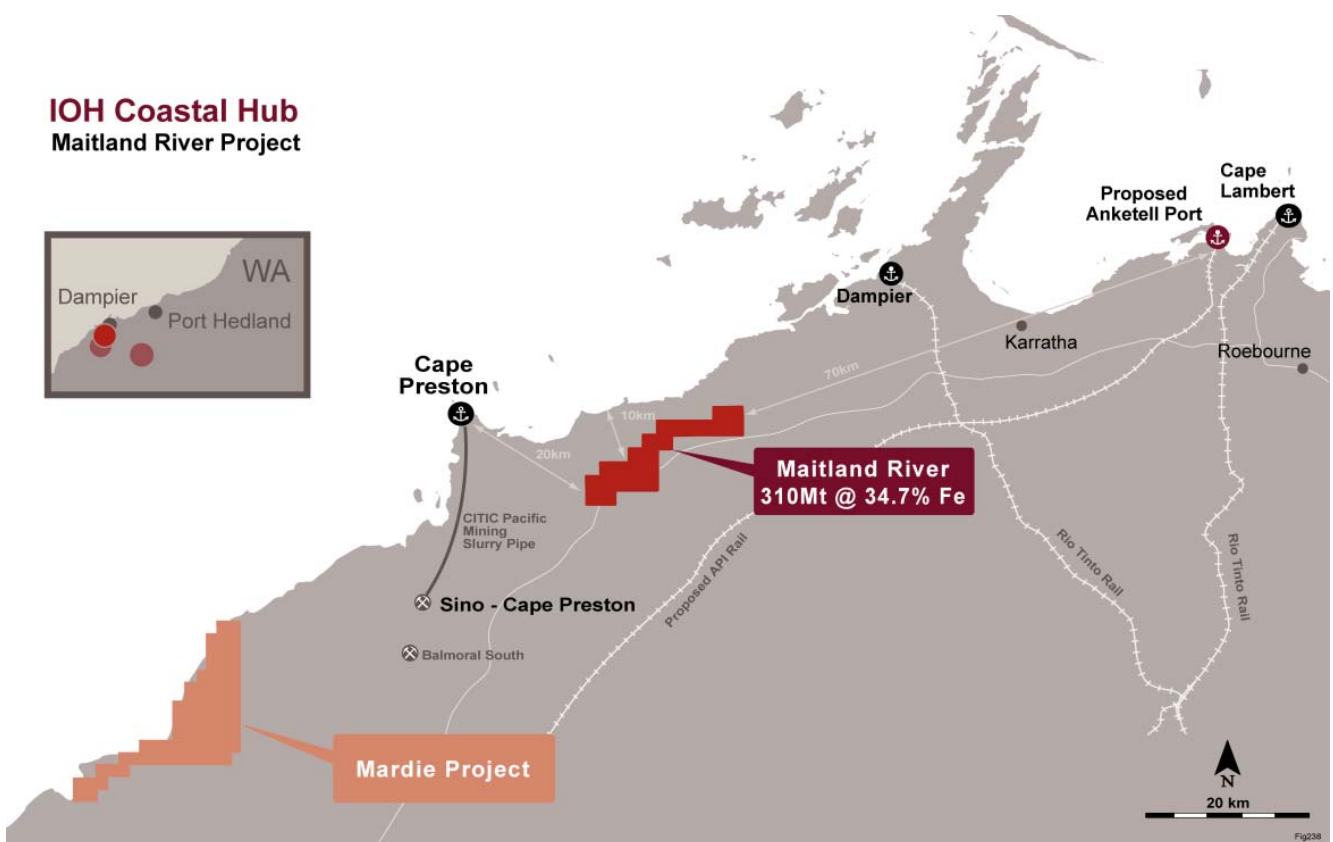 IOH Coastal Hub
Maitland River Project
WA
Dampier
Port Hedland
Cape
Lambert
Proposed
Anketell Port
Dampier
Karratha
Roebourne
70km
Cape
Preston
10km
20km
Maitland River
310Mt @ 34.7% Fe
CITIC Pacific
Mining
Slurry Pipe
Sino - Cape Preston
Balmoral South
Proposed API Rail
Rio Tinto Rail
Rio Tinto Rail
Mardie Project
N
20 km
Fig238